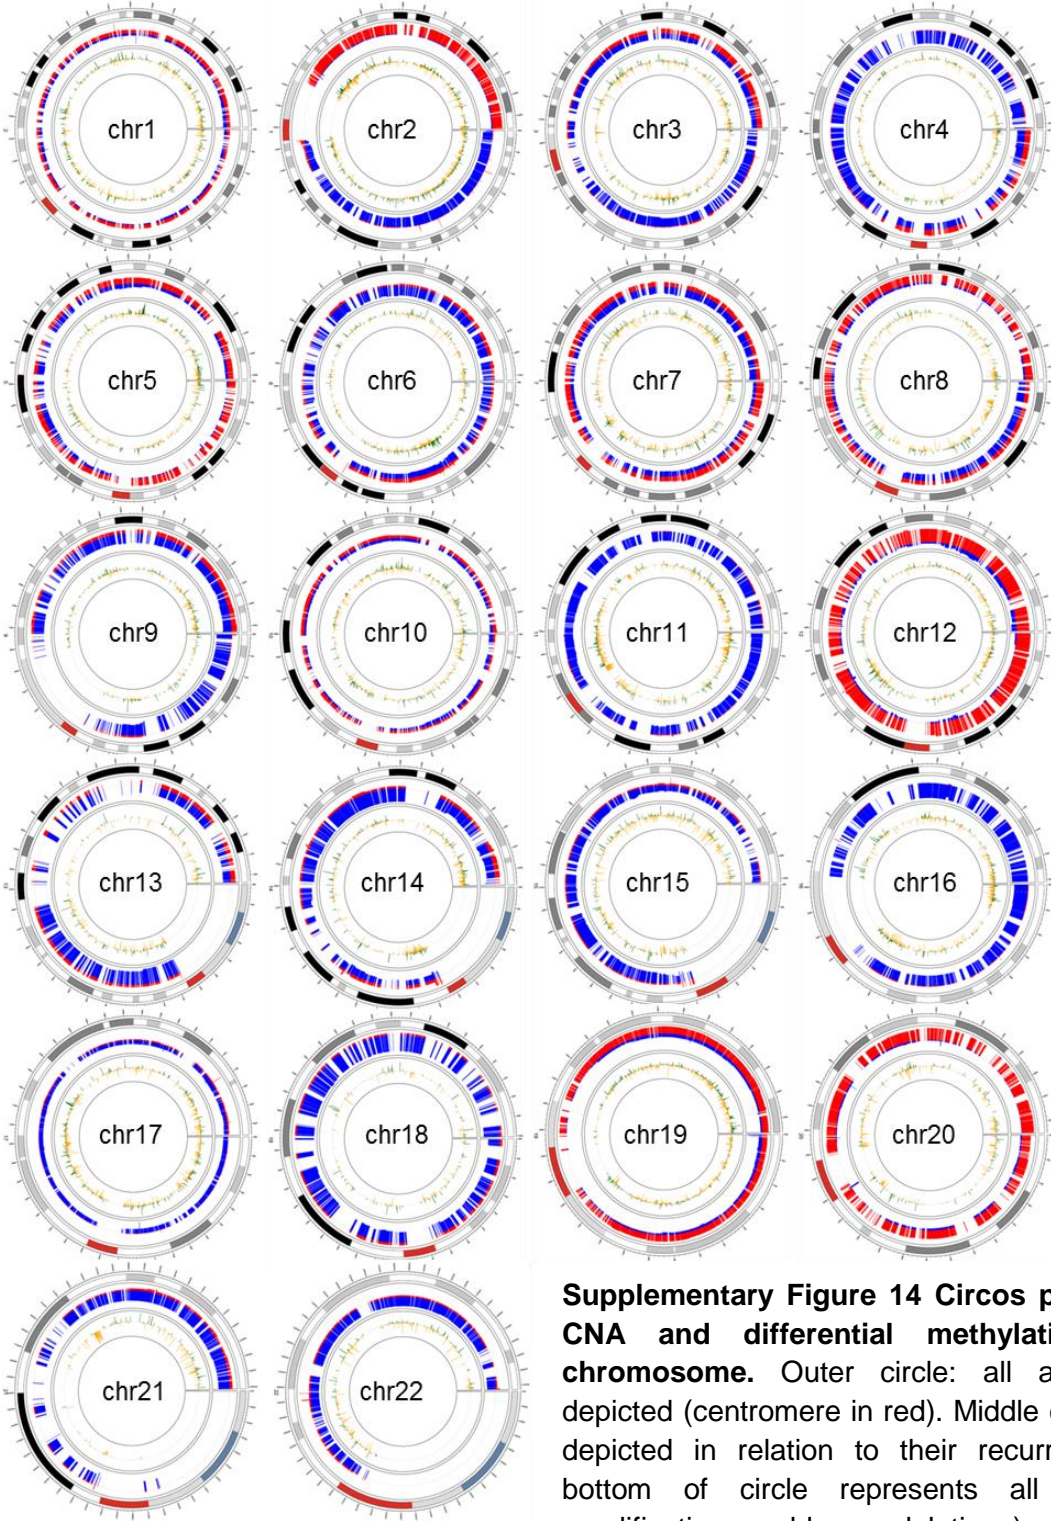 chr1 chr2 chr3 chr4
chr5 chr6 chr7 chr8
chr9 chr10 chr11 chr12
chr13 chr14 chr15 chr16
chr17 chr18 chr19 chr20
chr21 chr22
Supplementary Figure 14 Circos p
CNA and differential methylati
chromosome. Outer circle: all a
depicted (centromere in red). Middle
depicted in relation to their recurr
bottom of circle represents all